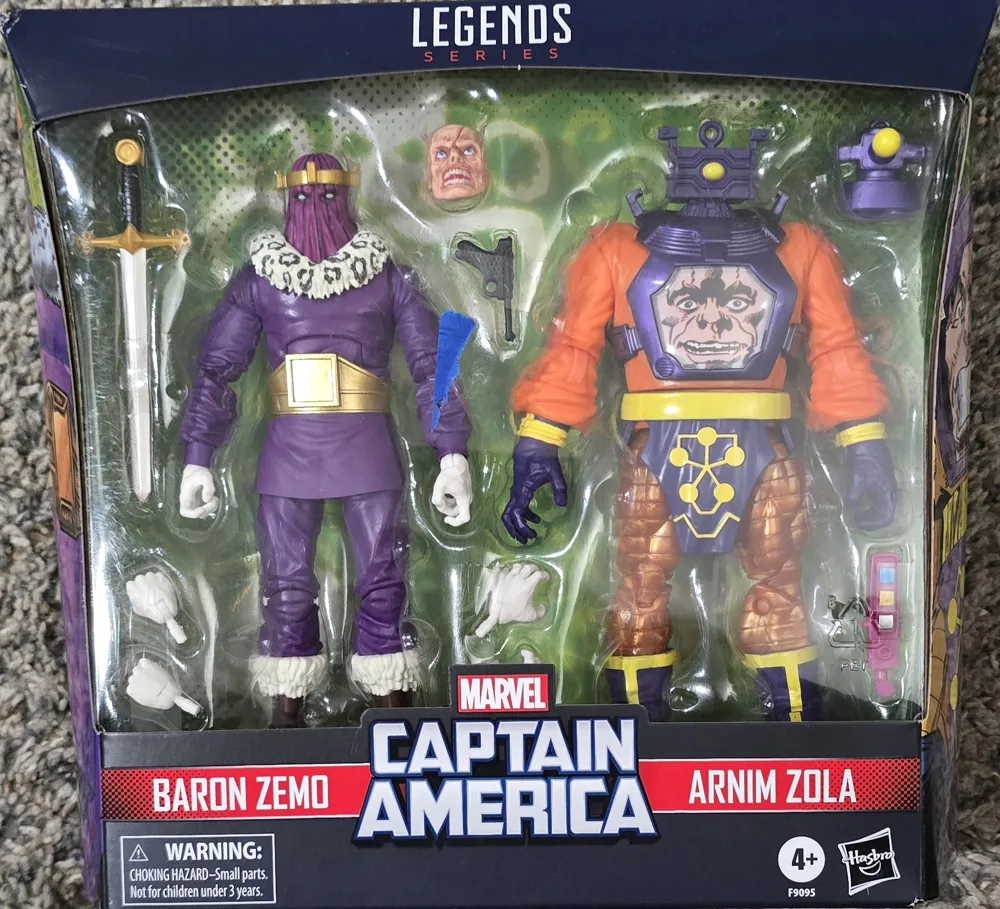 LEGENDS
SERIES
PET
MARVEL
CAPTAIN
AMERICA
BARON ZEMO
ARNIM ZOLA
WARNING:
CHOKING HAZARD–Small parts.
Not for children under 3 years.
4+
F9095
Hasbro